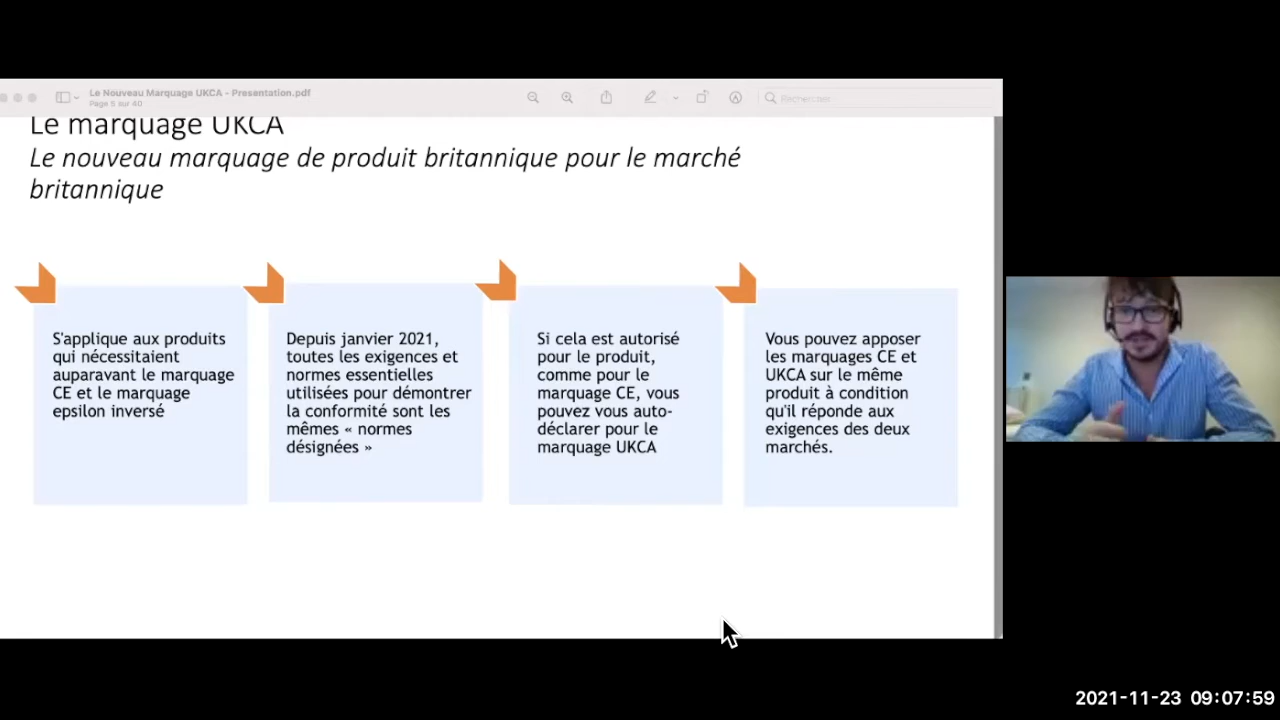 Le Nouveau Marquage UKCA - Presentation.pdf
Page 5 sur 40
Rechercher
Le marquage UKCA
Le nouveau marquage de produit britannique pour le marché
britannique
S'applique aux produits
qui nécessitaient
auparavant le marquage
CE et le marquage
epsilon inversé
Depuis janvier 2021,
toutes les exigences et
normes essentielles
utilisées pour démontrer
la conformité sont les
mêmes « normes
désignées »
Si cela est autorisé
pour le produit,
comme pour le
marquage CE, vous
pouvez vous auto-
déclarer pour le
marquage UKCA
Vous pouvez apposer
les marquages CE et
UKCA sur le même
produit à condition
qu'il réponde aux
exigences des deux
marchés.
2021-11-23 09:07:59